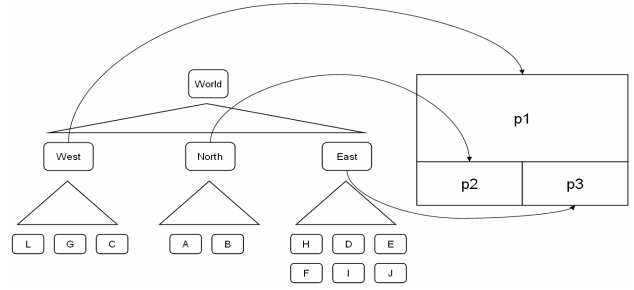 World
p1
West North East
p2 p3
L G C A B H D E
F I J